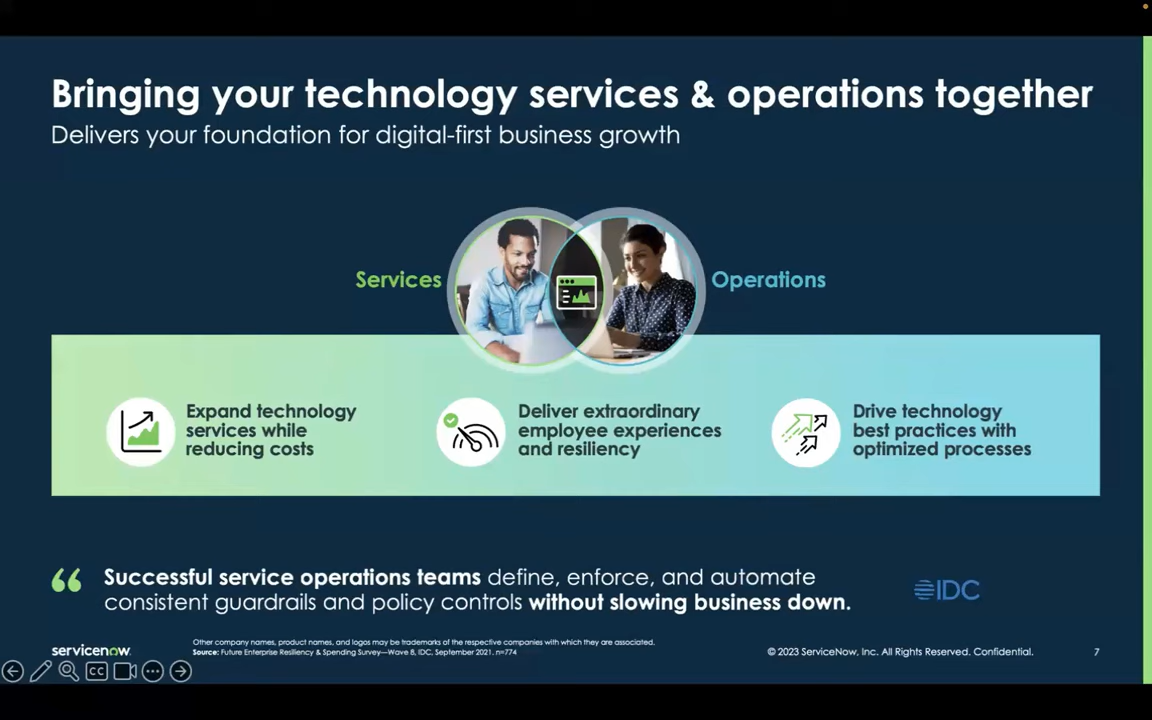 Bringing your technology services & operations together
Delivers your foundation for digital-first business growth
Services
Operations
Expand technology
services while
reducing costs
Deliver extraordinary
employee experiences
and resiliency
Drive technology
best practices with
optimized processes
“
Successful service operations teams define, enforce, and automate
consistent guardrails and policy controls without slowing business down.
IDC
Other company names, product names, and logos may be trademarks of the respective companies with which they are associated.
Source: Future Enterprise Resiliency & Spending Survey—Wave 8, IDC, September 2021, n=774
servicenow.
© 2023 ServiceNow, Inc. All Rights Reserved. Confidential.
7
CC